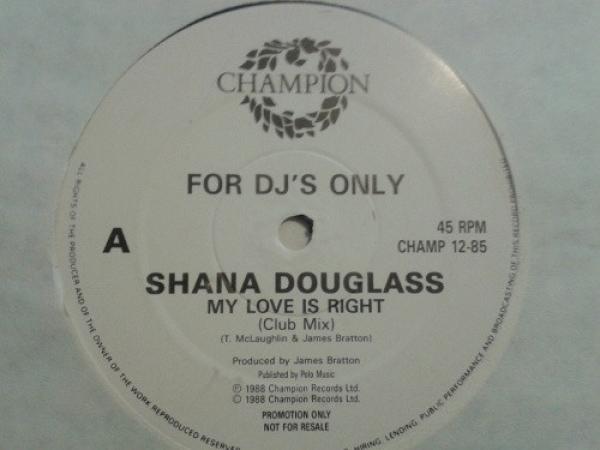 CHAMPION
FOR DJ'S ONLY
A
45 RPM
CHAMP 12-85
SHANA DOUGLASS
MY LOVE IS RIGHT
(Club Mix)
(T. McLaughlin & James Bratton)
Produced by James Bratton
Published by Polo Music
℗ 1988 Champion Records Ltd.
© 1988 Champion Records Ltd.
PROMOTION ONLY
NOT FOR RESALE
ALL RIGHTS OF THE PRODUCER AND OF THE OWNER OF THE WORK REPRODUCED RESERVED
HIRING, LENDING, PUBLIC PERFORMANCE AND BROADCASTING OF THIS RECORD